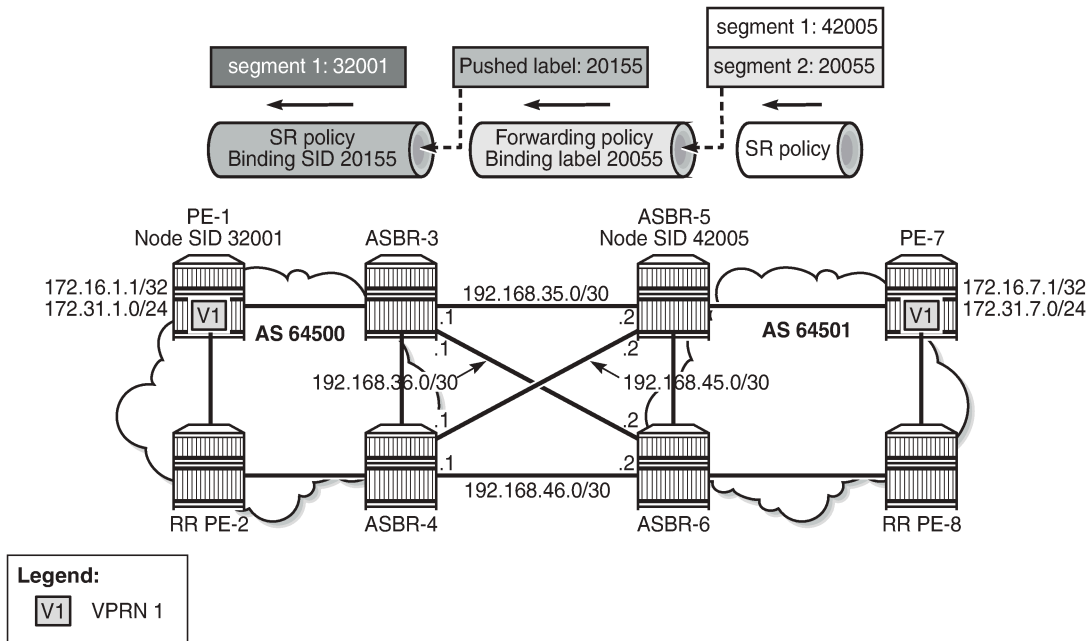 segment 1: 42005
segment 1: 32001
Pushed label: 20155
segment 2: 20055
SR policy
Binding SID 20155
Forwarding policy
Binding label 20055
SR policy
PE-1
Node SID 32001
ASBR-3
ASBR-5
Node SID 42005
PE-7
172.16.1.1/32
172.31.1.0/24
V1
AS 64500
192.168.35.0/30
.1
.2
.1
.2
AS 64501
V1
172.16.7.1/32
172.31.7.0/24
192.168.36.0/30
192.168.45.0/30
.1
.2
.1
.2
192.168.46.0/30
RR PE-2
ASBR-4
ASBR-6
RR PE-8
Legend:
V1 VPRN 1